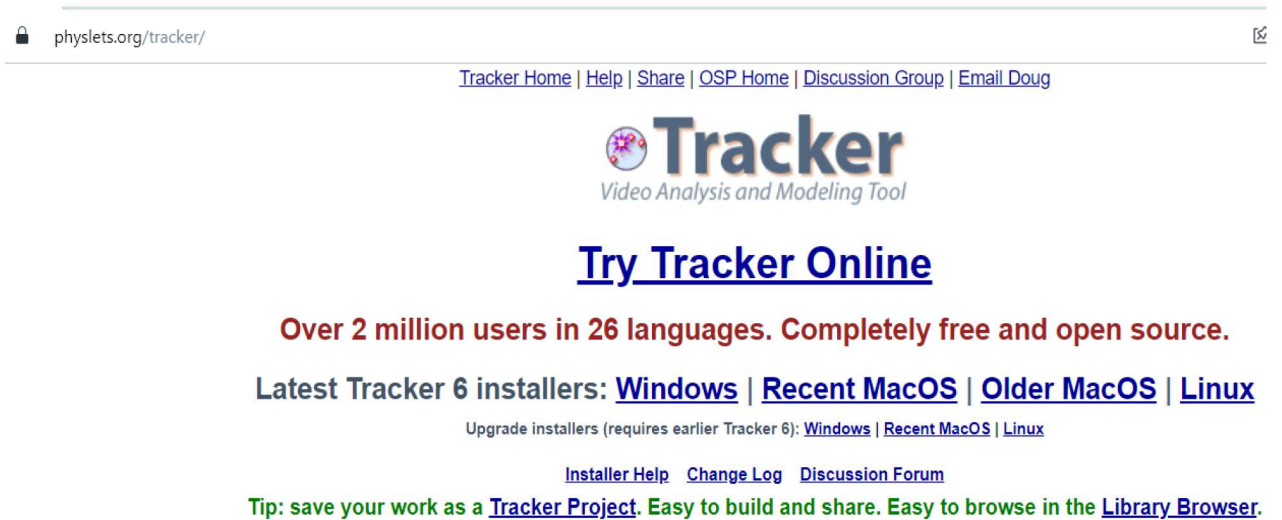 physlets.org/tracker/
Tracker Home | Help | Share | OSP Home | Discussion Group | Email Doug
Tracker
Video Analysis and Modeling Tool
Try Tracker Online
Over 2 million users in 26 languages. Completely free and open source.
Latest Tracker 6 installers: Windows | Recent MacOS | Older MacOS | Linux
Upgrade installers (requires earlier Tracker 6): Windows | Recent MacOS | Linux
Installer Help Change Log Discussion Forum
Tip: save your work as a Tracker Project. Easy to build and share. Easy to browse in the Library Browser.